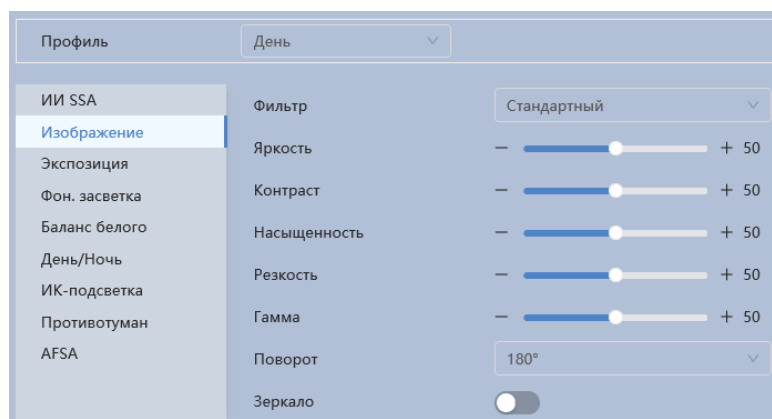 Профиль День
ИИ SSA
Изображение
Экспозиция
Фон. засветка
Баланс белого
День/Ночь
ИК-подсветка
Противотуман
AFSA
Фильтр Стандартный
Яркость − + 50
Контраст − + 50
Насыщенность − + 50
Резкость − + 50
Гамма − + 50
Поворот 180°
Зеркало